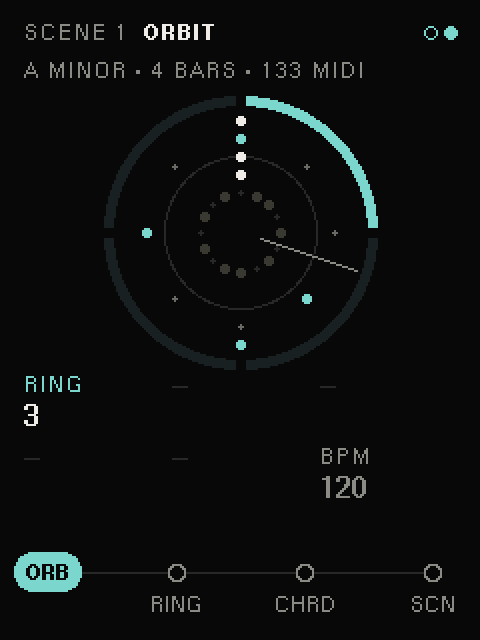 SCENE 1 ORBIT
A MINOR · 4 BARS · 133 MIDI
RING
3
BPM
120
ORB
RING CHRD SCN